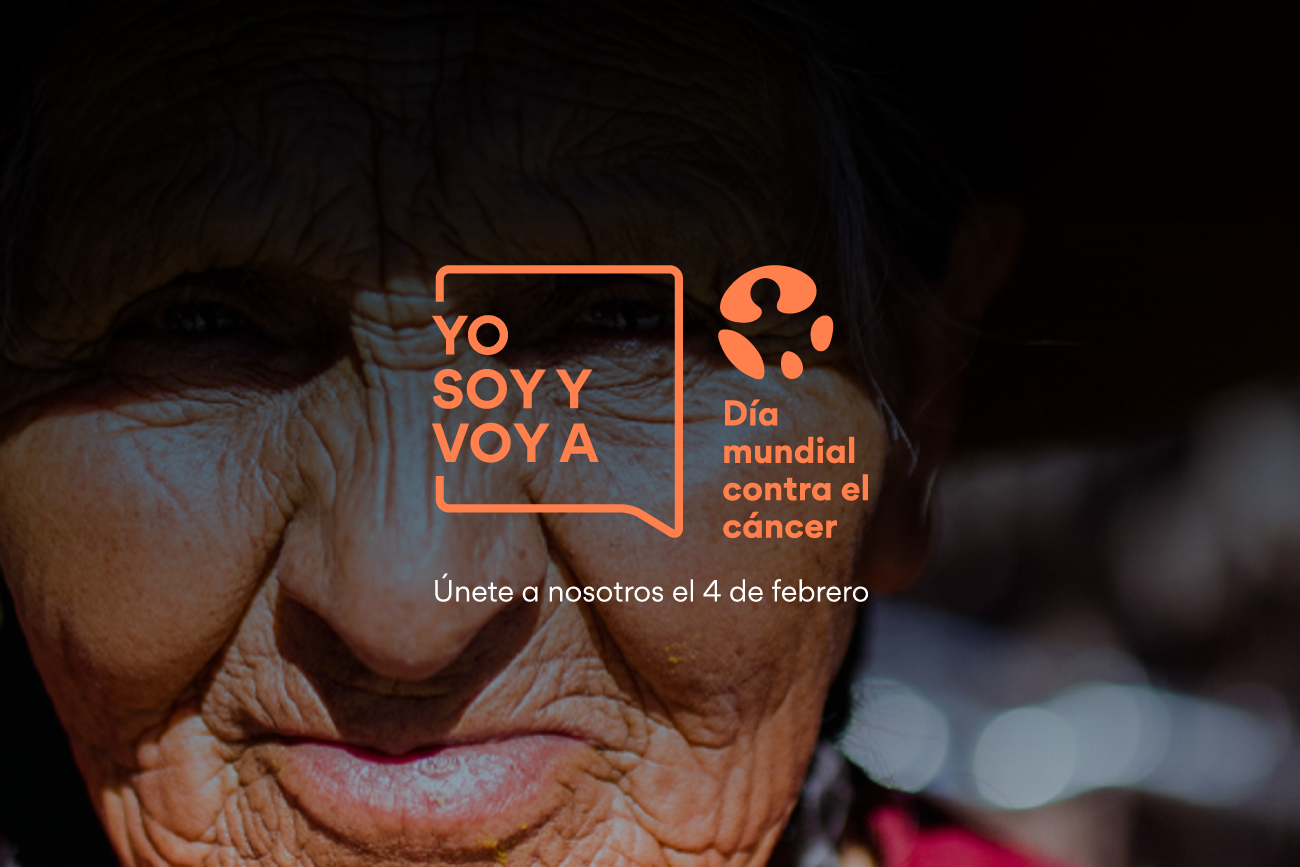 YO
SOY Y
VOY A
Día
mundial
contra el
cáncer
Únete a nosotros el 4 de febrero